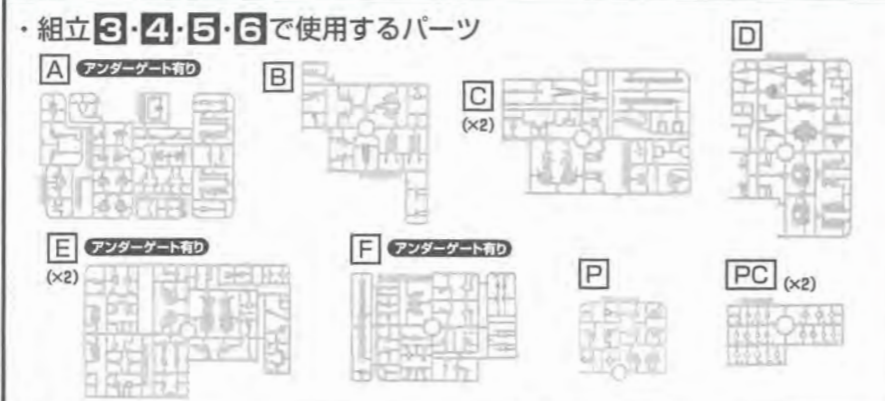 ・組立3・4・5・6で使用するパーツ
A アンダーゲート有り
B
C
(×2)
D
E アンダーゲート有り
(×2)
F アンダーゲート有り
P
PC (×2)